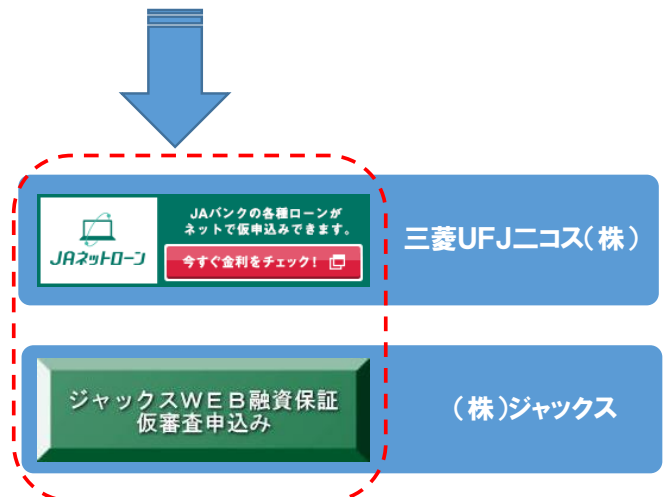 JAネットローン
JAバンクの各種ローンが
ネットで仮申込みできます。
今すぐ金利をチェック!
三菱UFJニコス(株)
ジャックスWEB融資保証
仮審査申込み
(株)ジャックス